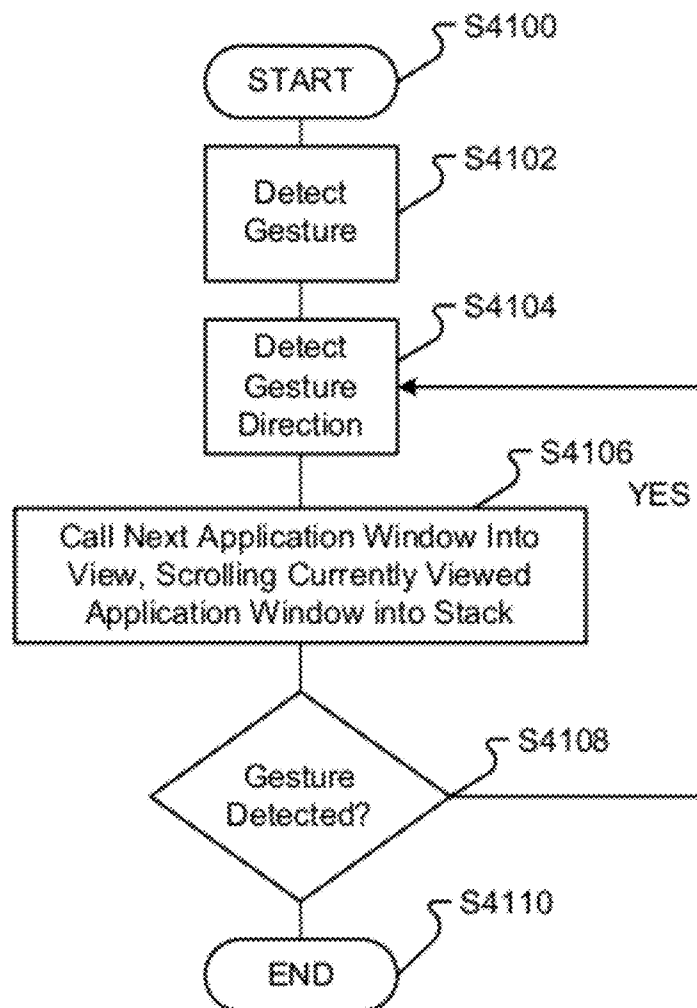 S4100
START
S4102
Detect
Gesture
S4104
Detect
Gesture
Direction
S4106
YES
Call Next Application Window Into
View, Scrolling Currently Viewed
Application Window into Stack
S4108
Gesture
Detected?
S4110
END